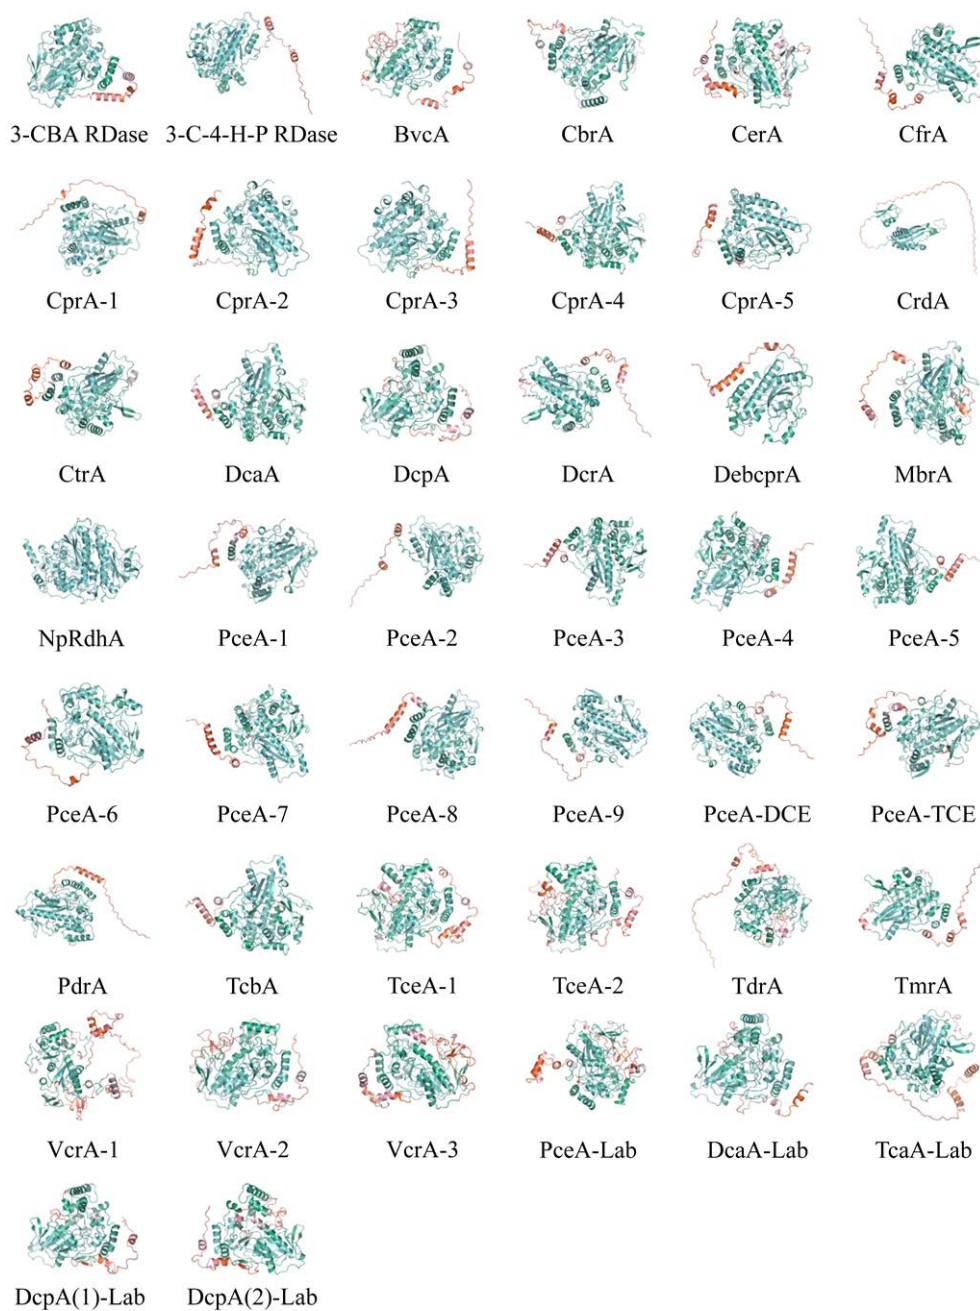 3-CBA RDase 3-C-4-H-P RDase BvcA CbrA CerA CfrA
CprA-1 CprA-2 CprA-3 CprA-4 CprA-5 CrdA
CtrA DcaA DcpA DcrA DebcprA MbrA
NpRdhA PceA-1 PceA-2 PceA-3 PceA-4 PceA-5
PceA-6 PceA-7 PceA-8 PceA-9 PceA-DCE PceA-TCE
PdrA TcbA TceA-1 TceA-2 TdrA TmrA
VcrA-1 VcrA-2 VcrA-3 PceA-Lab DcaA-Lab TcaA-Lab
DcpA(1)-Lab DcpA(2)-Lab